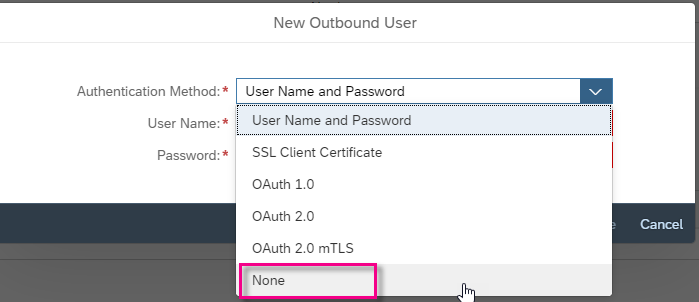 New Outbound User
Authentication Method:* User Name and Password
User Name:* User Name and Password
Password:* SSL Client Certificate
OAuth 1.0
OAuth 2.0
OAuth 2.0 mTLS
Cancel
None